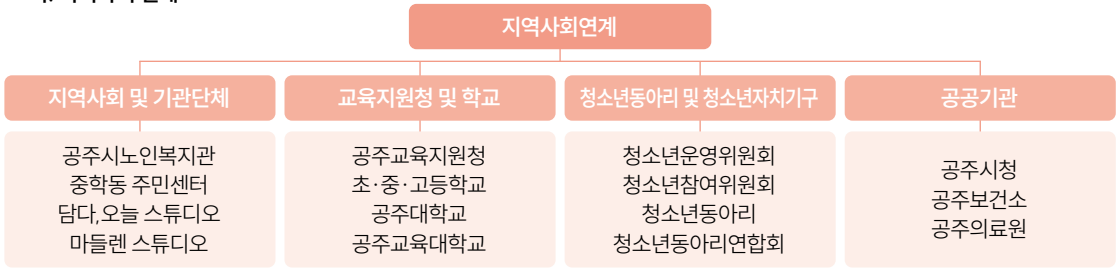 지역사회연계
지역사회 및 기관단체
교육지원청 및 학교
청소년동아리 및 청소년자치기구
공공기관
공주시노인복지관
중학동 주민센터
담다,오늘 스튜디오
마들렌 스튜디오
공주교육지원청
초·중·고등학교
공주대학교
공주교육대학교
청소년운영위원회
청소년참여위원회
청소년동아리
청소년동아리연합회
공주시청
공주보건소
공주의료원